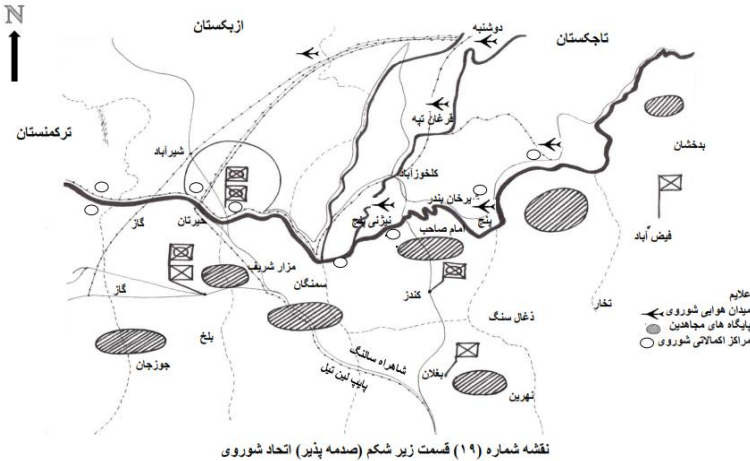 N
ازبکستان
دوشنبه
تاجکستان
ترکمنستان
شیرآباد
قرغان تپه
بدخشان
کلخوزآباد
گاز
حیرتان
نیژنی پنج
پرخان بندر
پنج
امام صاحب
فیض آباد
مزار شریف
سمنگان
گاز
کندز
تخار
ذغال سنگ
بلخ
جوزجان
شاهراه سالنگ
پایپ لین تیل
بغلان
نهرین
علایم
میدان هوایی شوروی
پایگاه های مجاهدین
مراکز اکمالاتی شوروی
نقشه شماره (۱۹) قسمت زیر شکم (صدمه پذیر) اتحاد شوروی